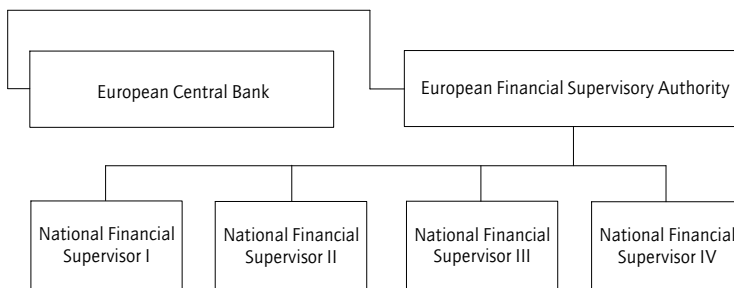 European Central Bank
European Financial Supervisory Authority
National Financial
Supervisor I
National Financial
Supervisor II
National Financial
Supervisor III
National Financial
Supervisor IV